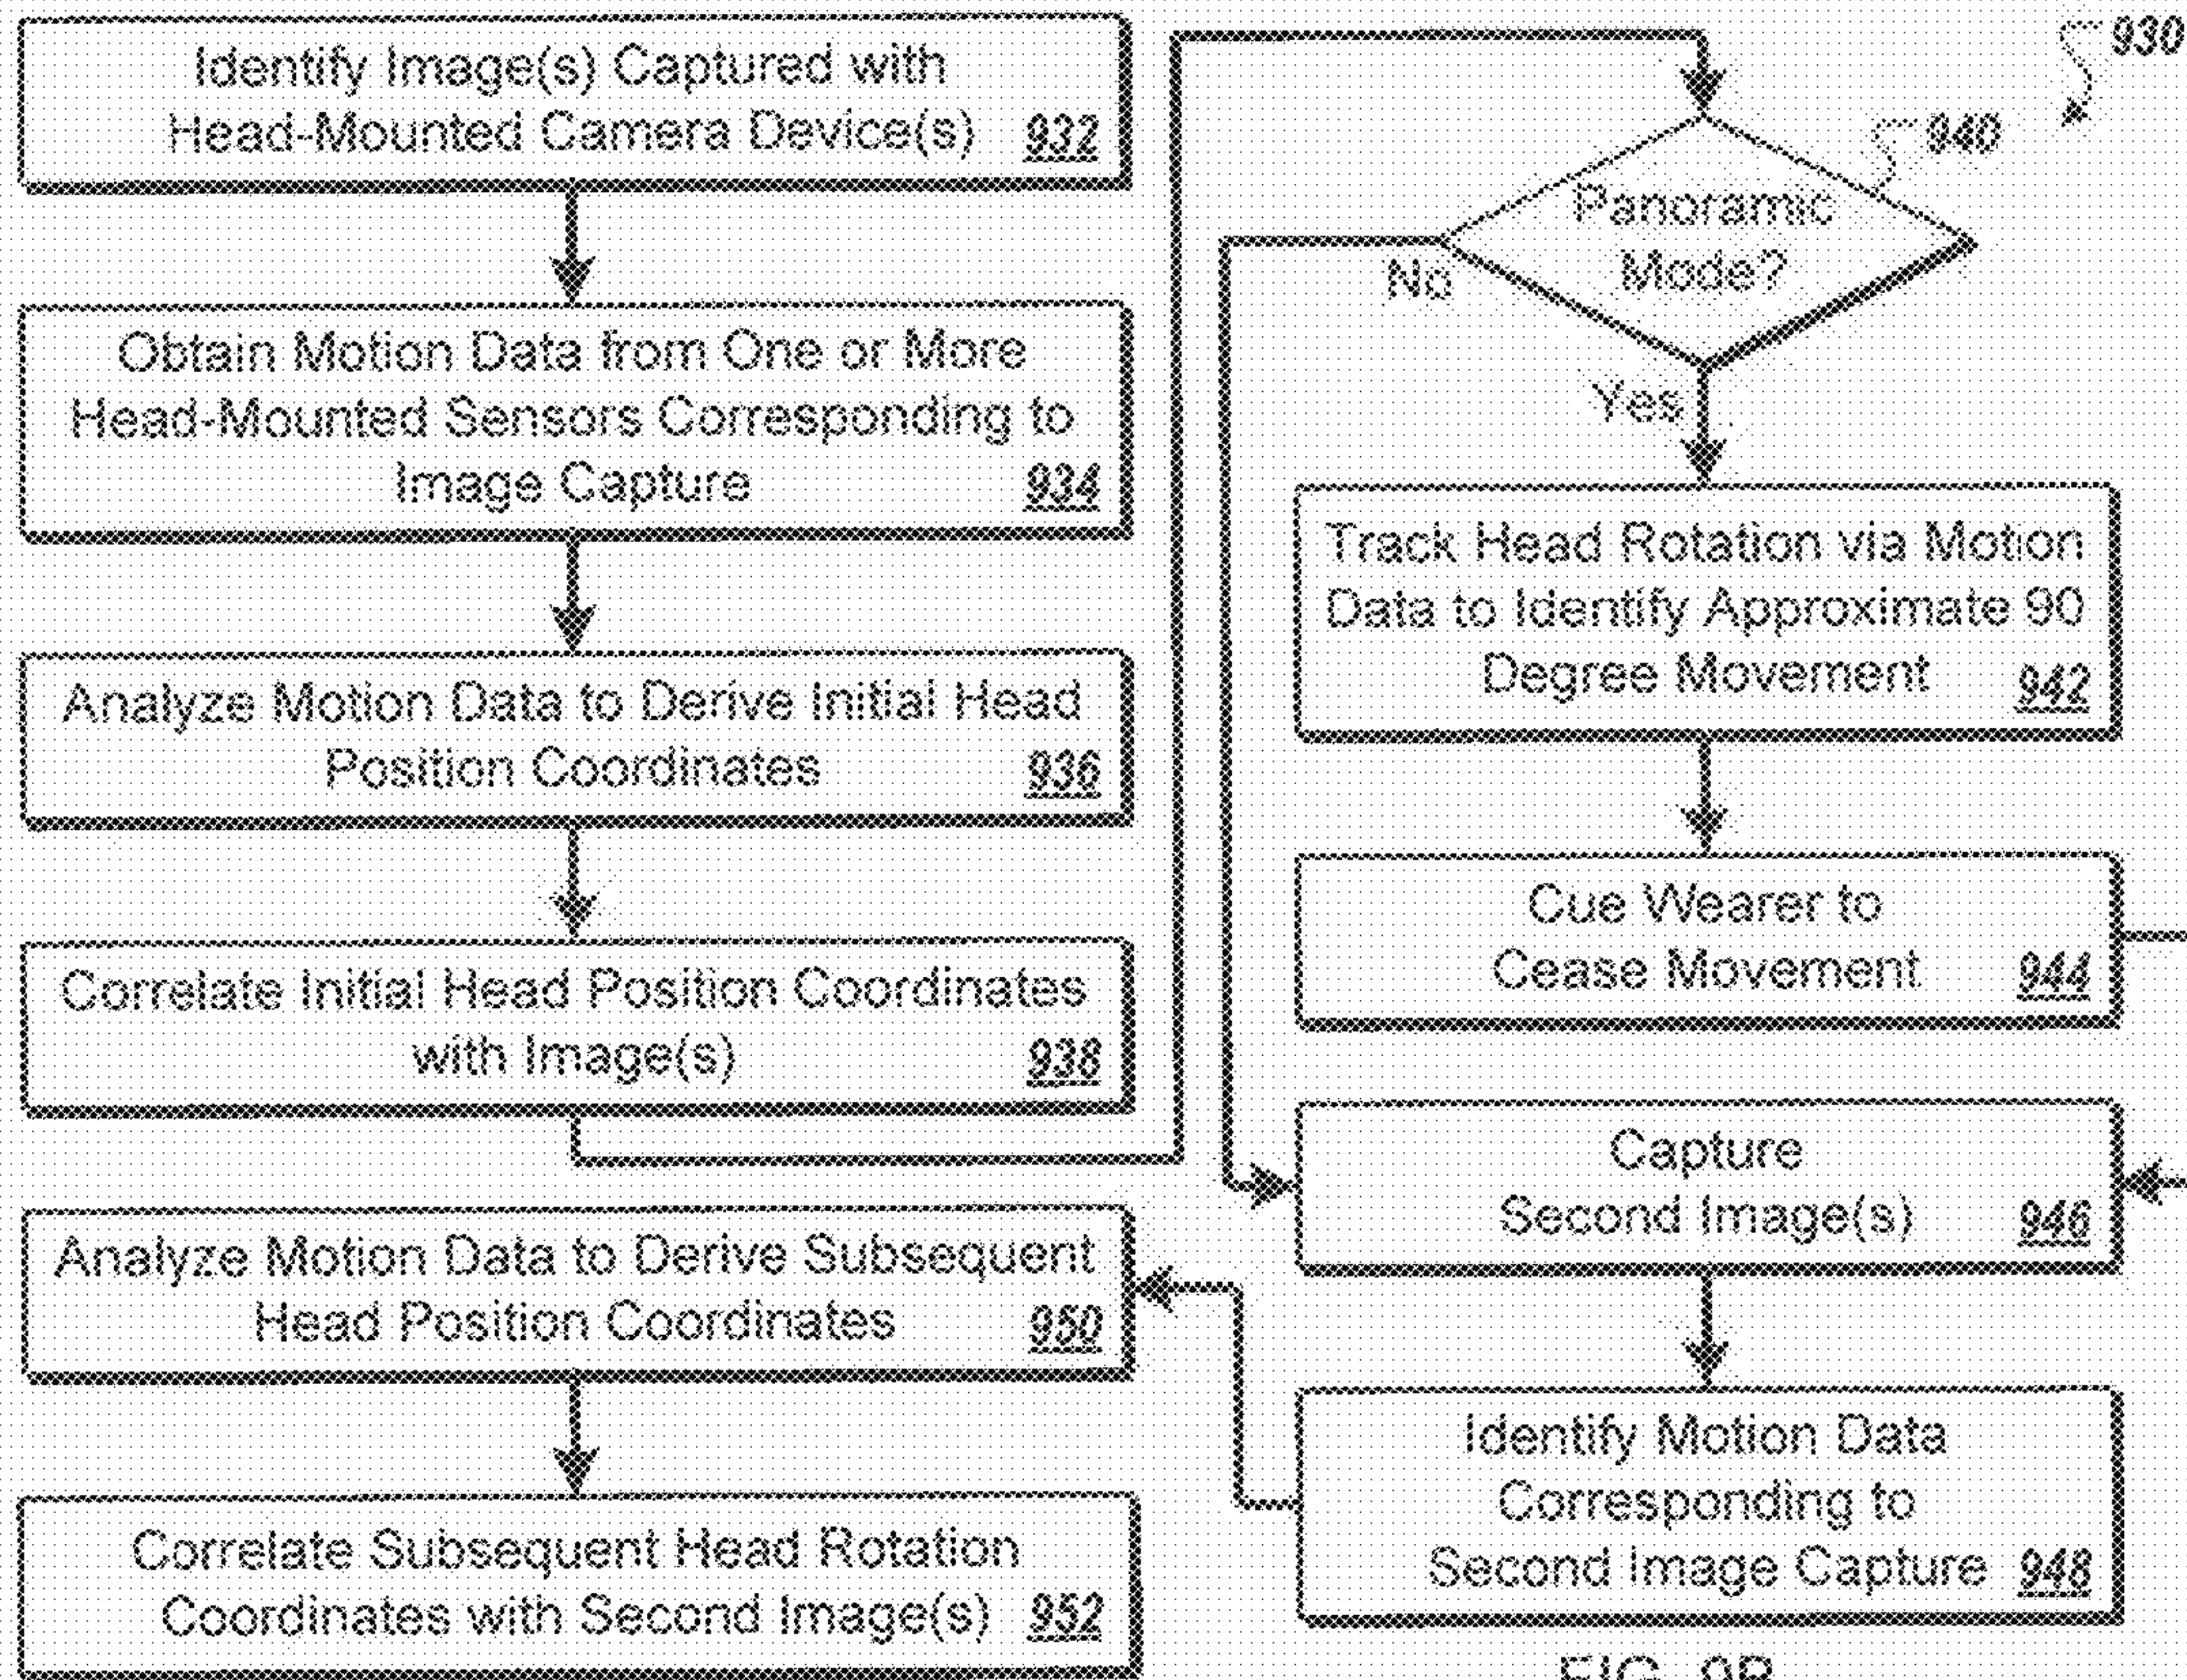 Identify Image(s) Captured with
Head-Mounted Camera Device(s) 932
Obtain Motion Data from One or More
Head-Mounted Sensors Corresponding to
Image Capture 934
Analyze Motion Data to Derive Initial Head
Position Coordinates 936
Correlate Initial Head Position Coordinates
with Image(s) 938
930
940
Panoramic
Mode?
No
Yes
Track Head Rotation via Motion
Data to Identify Approximate 90
Degree Movement 942
Cue Wearer to
Cease Movement 944
Capture
Second Image(s) 946
Identify Motion Data
Corresponding to
Second Image Capture 948
Analyze Motion Data to Derive Subsequent
Head Position Coordinates 950
Correlate Subsequent Head Rotation
Coordinates with Second Image(s) 952
FIG. 9B